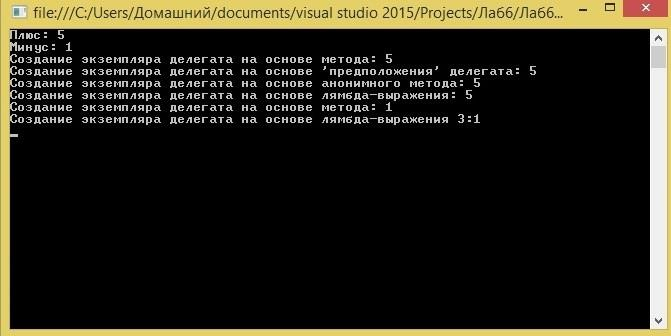 file:///C:/Users/Домашний/documents/visual studio 2015/Projects/Лаб6/Лаб6...
Плюс: 5
Минус: 1
Создание экземпляра делегата на основе метода: 5
Создание экземпляра делегата на основе 'предположения' делегата: 5
Создание экземпляра делегата на основе анонимного метода: 5
Создание экземпляра делегата на основе лямбда-выражения: 5
Создание экземпляра делегата на основе метода: 1
Создание экземпляра делегата на основе лямбда-выражения 3:1